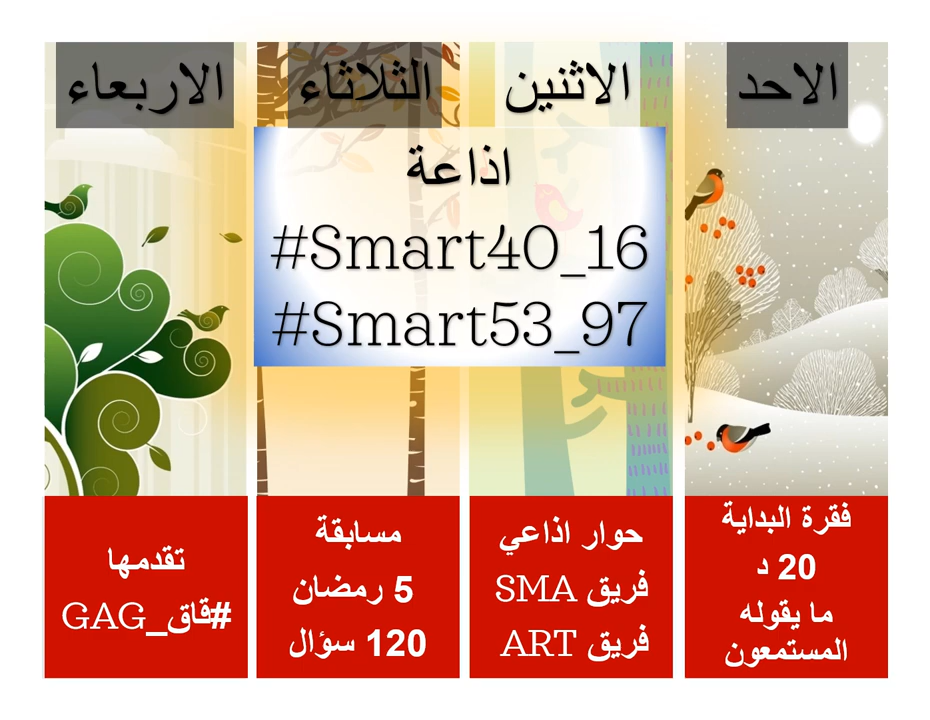 الاحد
الاثنين
الثلاثاء
الاربعاء
اذاعة
#Smart40_16
#Smart53_97
فقرة البداية
20 د
ما يقوله
المستمعون
حوار اذاعي
فريق SMA
فريق ART
مسابقة
5 رمضان
120 سؤال
تقدمها
#قاق_GAG